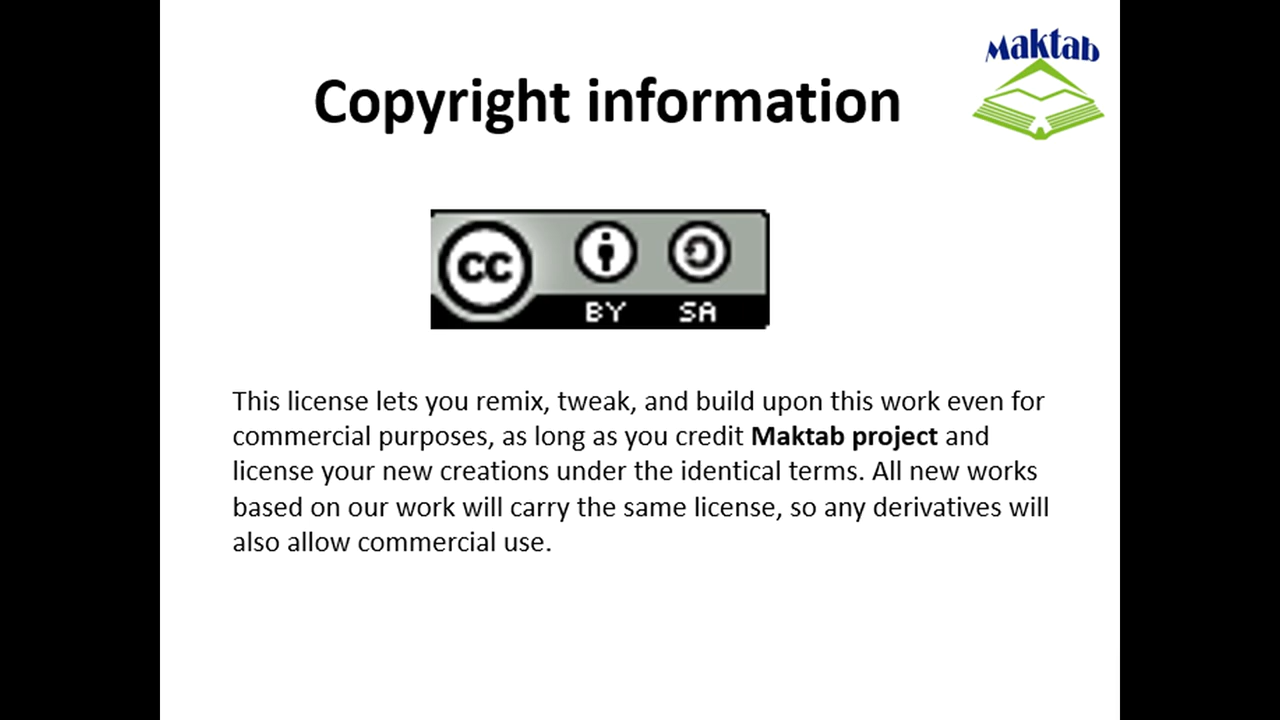 Maktab
Copyright information
CC
BY SA
This license lets you remix, tweak, and build upon this work even for
commercial purposes, as long as you credit Maktab project and
license your new creations under the identical terms. All new works
based on our work will carry the same license, so any derivatives will
also allow commercial use.